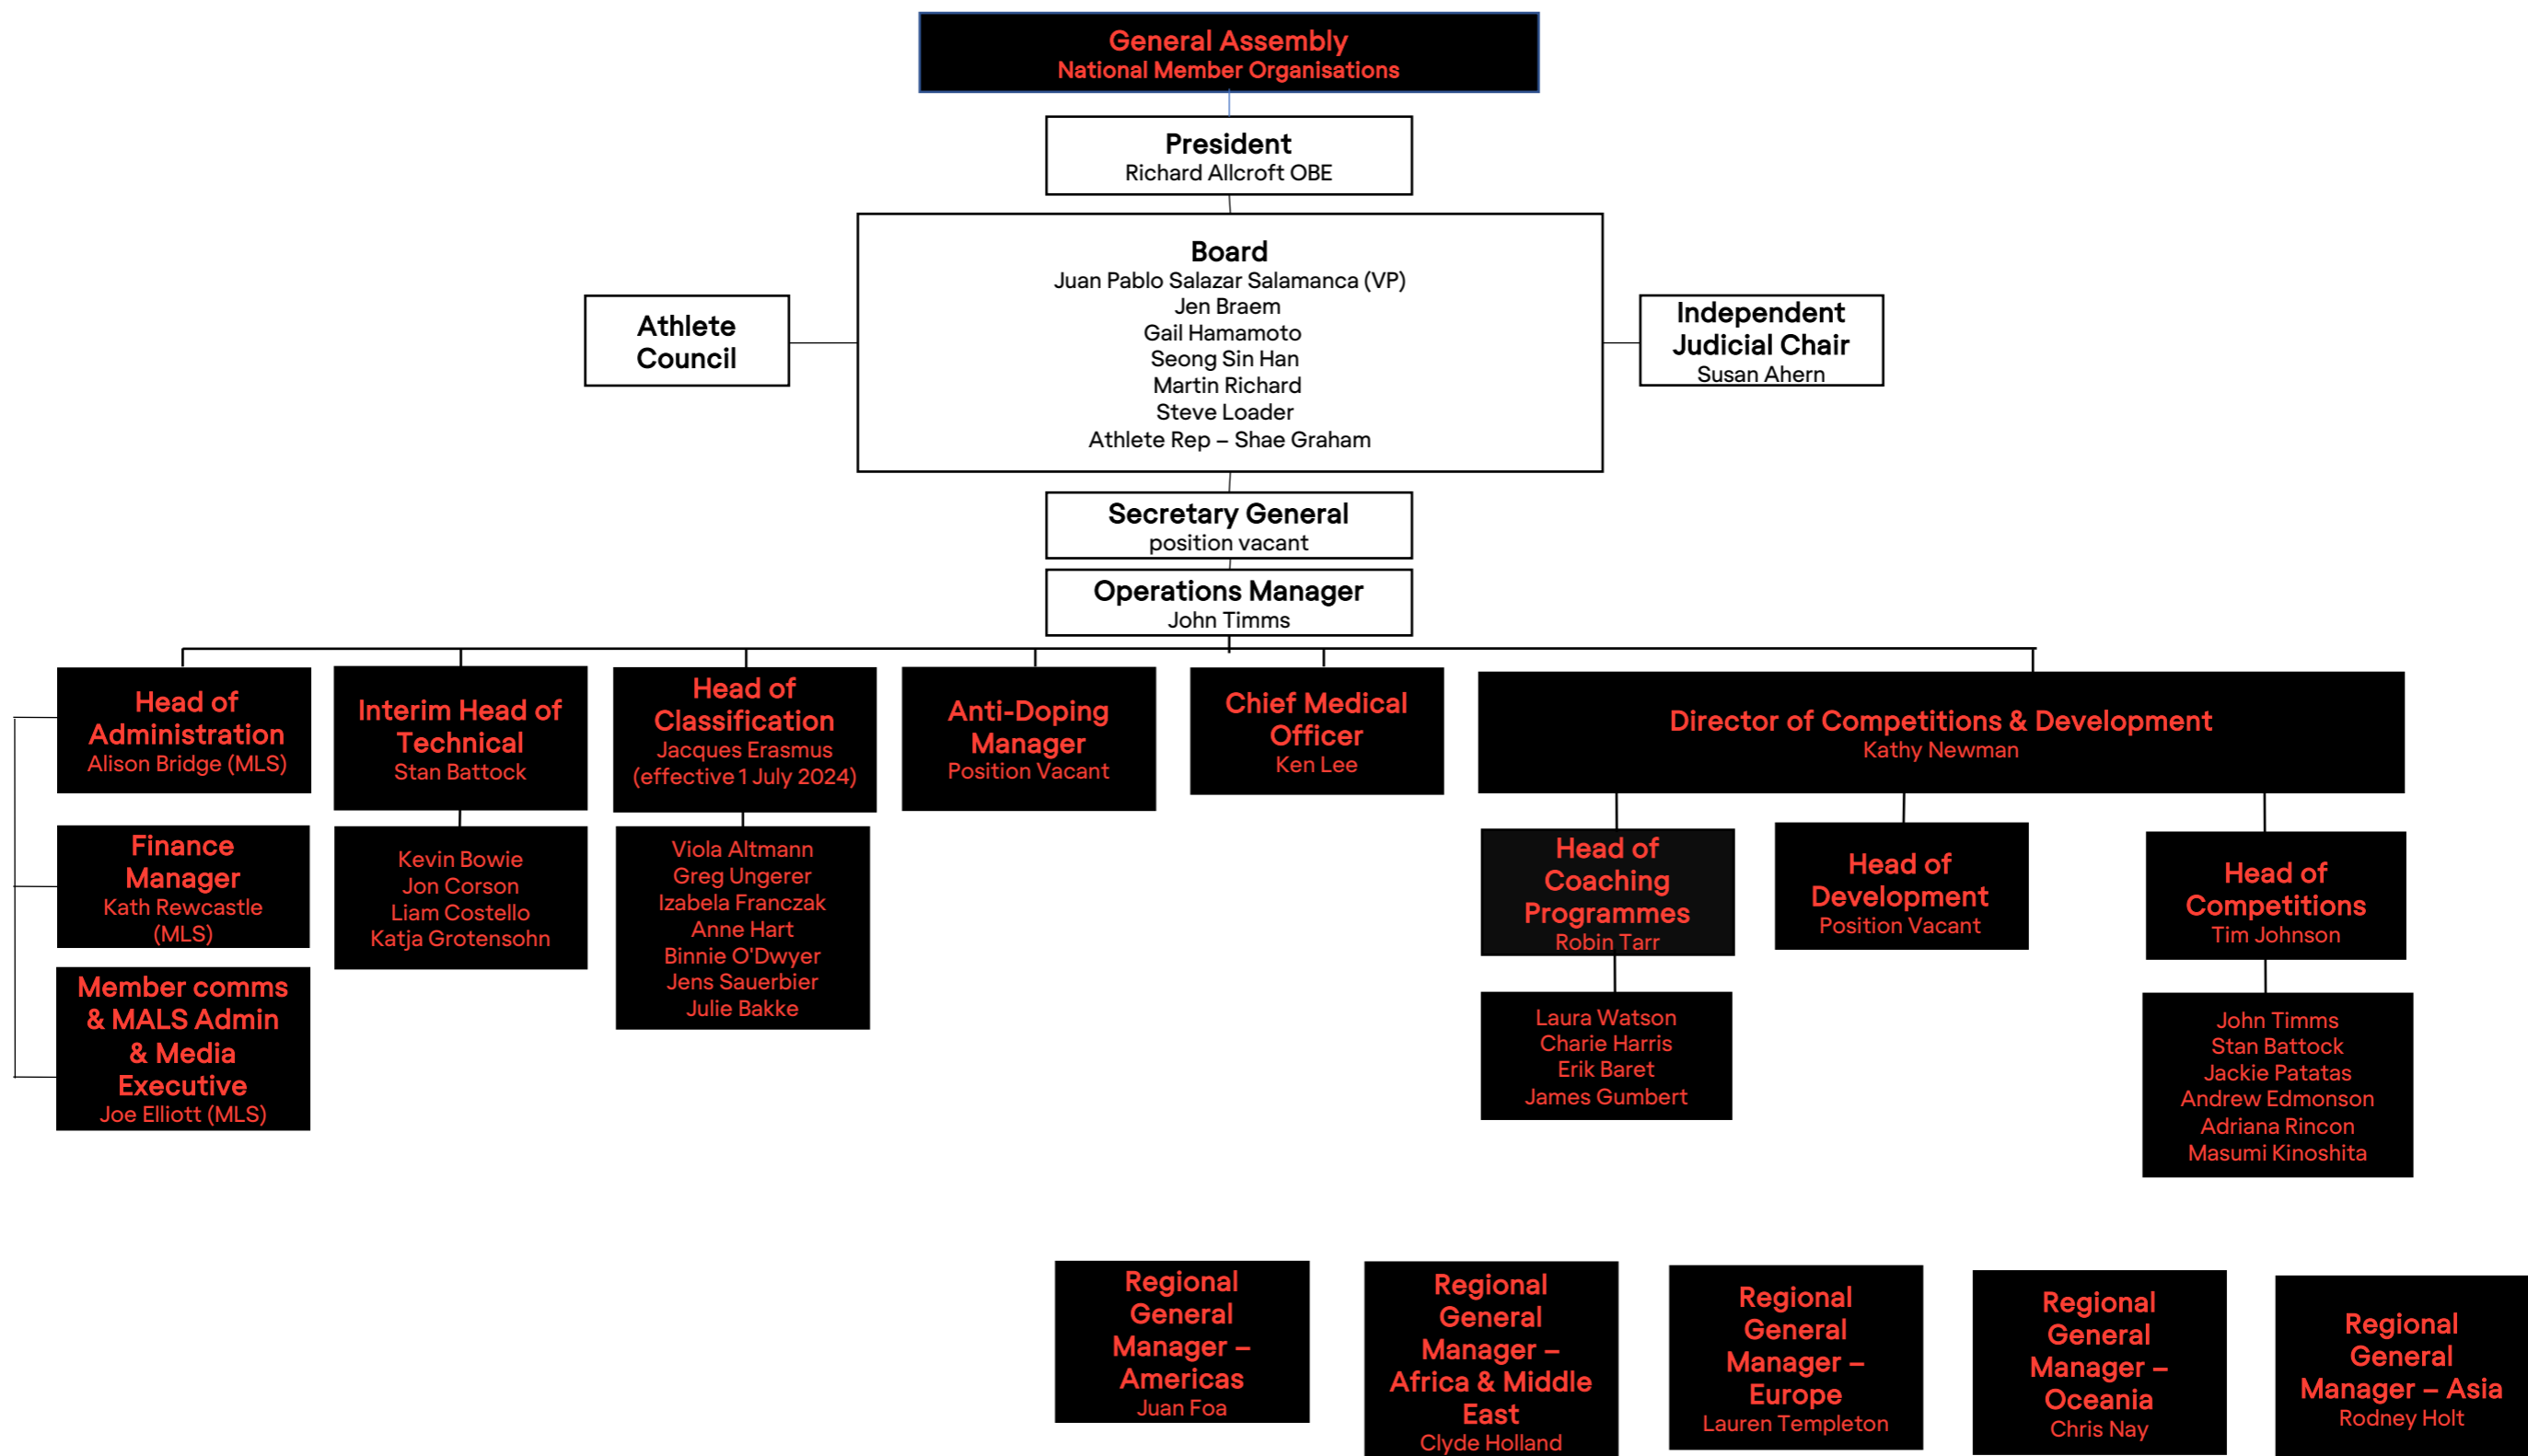 General Assembly
National Member Organisations
President
Richard Allcroft OBE
Board
Juan Pablo Salazar Salamanca (VP)
Jen Braem
Gail Hamamoto
Seong Sin Han
Martin Richard
Steve Loader
Athlete Rep – Shae Graham
Athlete
Council
Independent
Judicial Chair
Susan Ahern
Secretary General
position vacant
Operations Manager
John Timms
Head of
Administration
Alison Bridge (MLS)
Interim Head of
Technical
Stan Battock
Head of
Classification
Jacques Erasmus
(effective 1 July 2024)
Anti-Doping
Manager
Position Vacant
Chief Medical
Officer
Ken Lee
Director of Competitions & Development
Kathy Newman
Finance
Manager
Kath Rewcastle
(MLS)
Member comms
& MALS Admin
& Media
Executive
Joe Elliott (MLS)
Kevin Bowie
Jon Corson
Liam Costello
Katja Grotensohn
Viola Altmann
Greg Ungerer
Izabela Franczak
Anne Hart
Binnie O'Dwyer
Jens Sauerbier
Julie Bakke
Head of
Coaching
Programmes
Robin Tarr
Head of
Development
Position Vacant
Head of
Competitions
Tim Johnson
Laura Watson
Charie Harris
Erik Baret
James Gumbert
John Timms
Stan Battock
Jackie Patatas
Andrew Edmonson
Adriana Rincon
Masumi Kinoshita
Regional
General
Manager –
Americas
Juan Foa
Regional
General
Manager –
Africa & Middle
East
Clyde Holland
Regional
General
Manager –
Europe
Lauren Templeton
Regional
General
Manager –
Oceania
Chris Nay
Regional
General
Manager – Asia
Rodney Holt